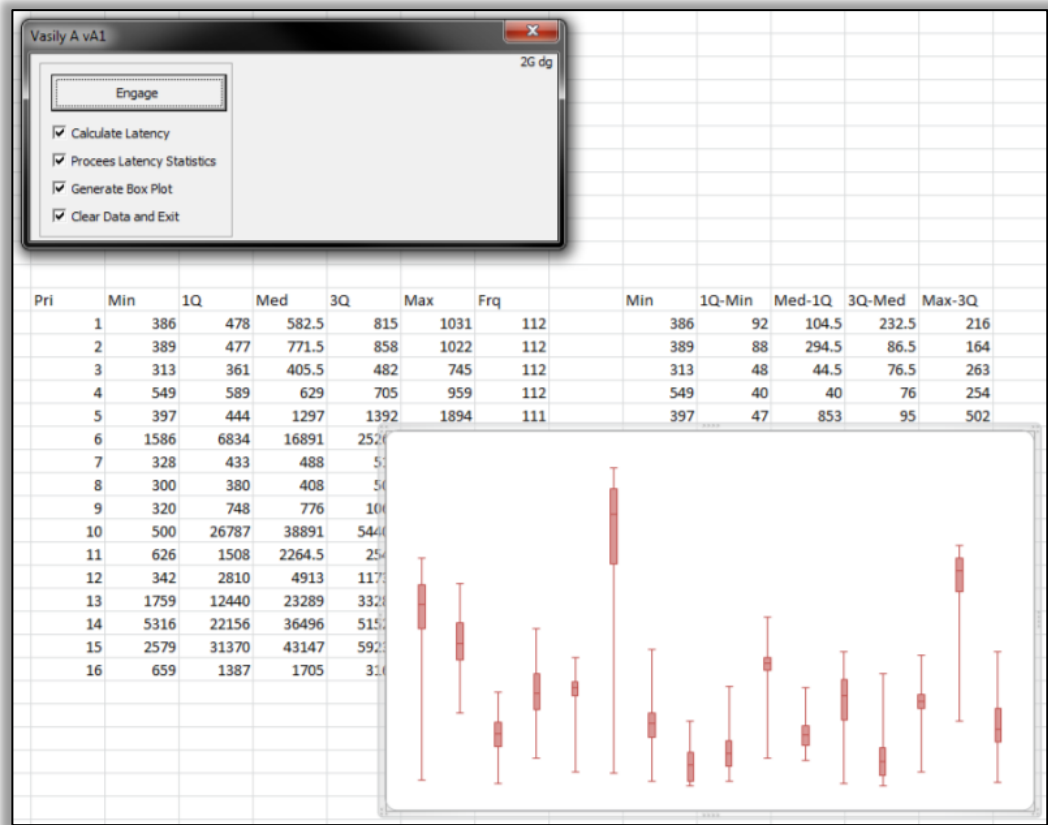 Vasily A vA1
2G dg
Engage
Calculate Latency
Procees Latency Statistics
Generate Box Plot
Clear Data and Exit
Pri Min 1Q Med 3Q Max Frq Min 1Q-Min Med-1Q 3Q-Med Max-3Q
1 386 478 582.5 815 1031 112 386 92 104.5 232.5 216
2 389 477 771.5 858 1022 112 389 88 294.5 86.5 164
3 313 361 405.5 482 745 112 313 48 44.5 76.5 263
4 549 589 629 705 959 112 549 40 40 76 254
5 397 444 1297 1392 1894 111 397 47 853 95 502
6 1586 6834 16891
7 328 433 488
8 300 380 408
9 320 748 776
10 500 26787 38891
11 626 1508 2264.5
12 342 2810 4913
13 1759 12440 23289
14 5316 22156 36496
15 2579 31370 43147
16 659 1387 1705